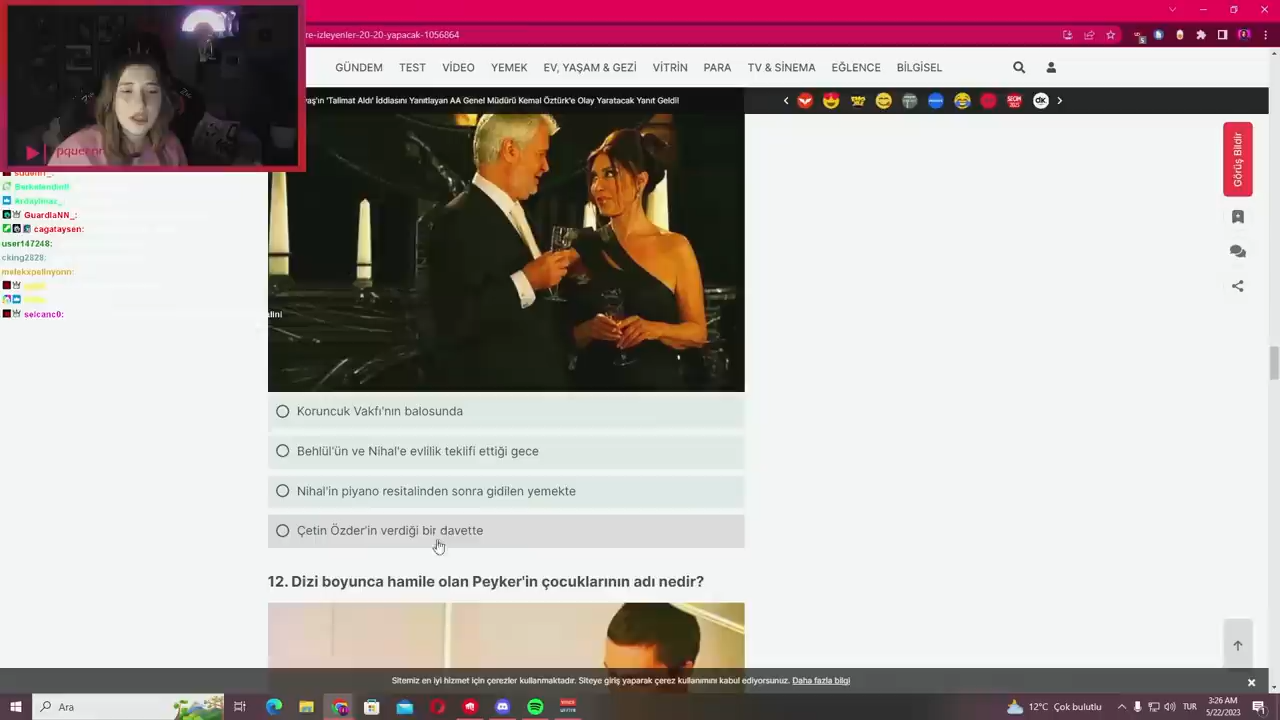 re-izleyenler-20-20-yapacak-1056864
GÜNDEM TEST VİDEO YEMEK EV, YAŞAM & GEZİ VİTRİN PARA TV & SİNEMA EĞLENCE BİLGİSEL
'Talimat Aldı' İddiasını Yanıtlayan AA Genel Müdürü Kemal Öztürk'e Olay Yaratacak Yanıt Geldi!
Görüş Bildir
GuardlaNN_:
cagataysen:
user147248:
cking2828:
selcanc0:
Koruncuk Vakfı'nın balosunda
Behlül'ün ve Nihal'e evlilik teklifi ettiği gece
Nihal'in piyano resitalinden sonra gidilen yemekte
Çetin Özder'in verdiği bir davette
12. Dizi boyunca hamile olan Peyker'in çocuklarının adı nedir?
Sitemiz en iyi hizmet için çerezler kullanmaktadır. Siteye giriş yaparak çerez kullanımını kabul ediyorsunuz. Daha fazla bilgi
Ara
12°C Çok bulutlu
TUR
3:26 AM
5/22/2023